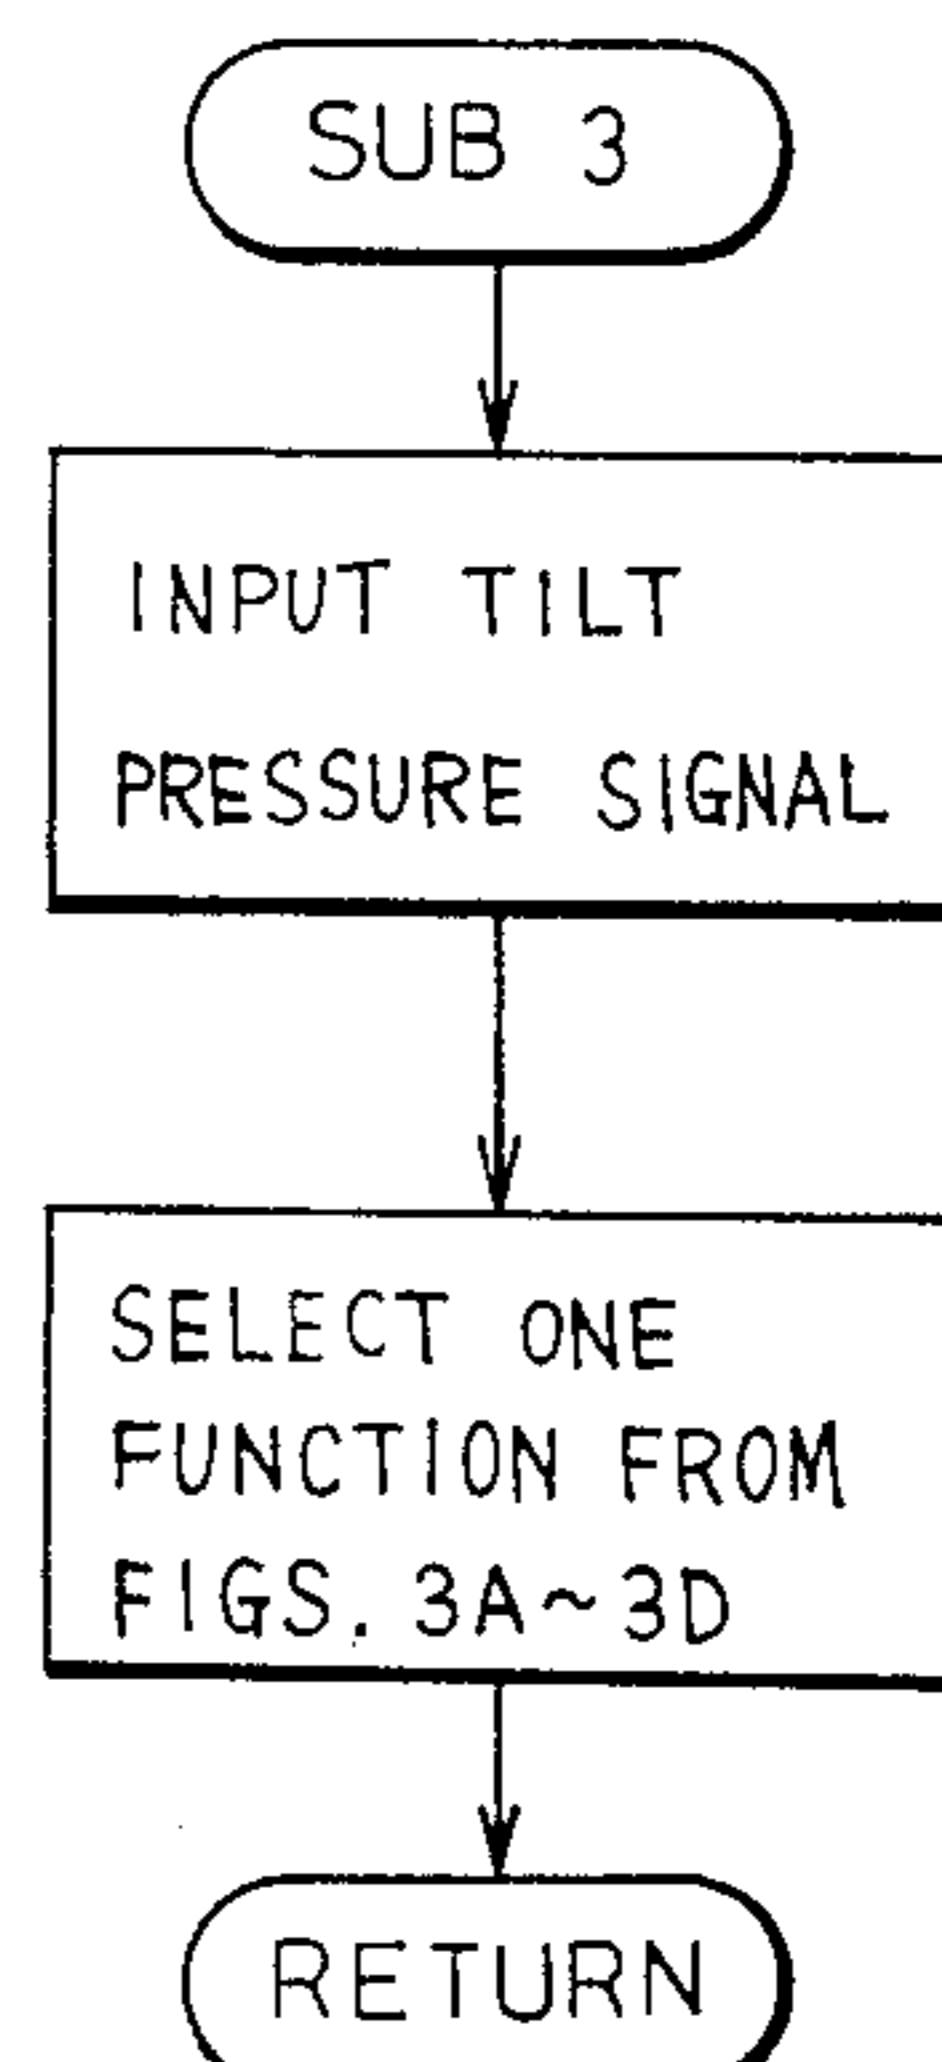 SUB 3
INPUT TILT
PRESSURE SIGNAL
SELECT ONE
FUNCTION FROM
FIGS. 3A~3D
RETURN